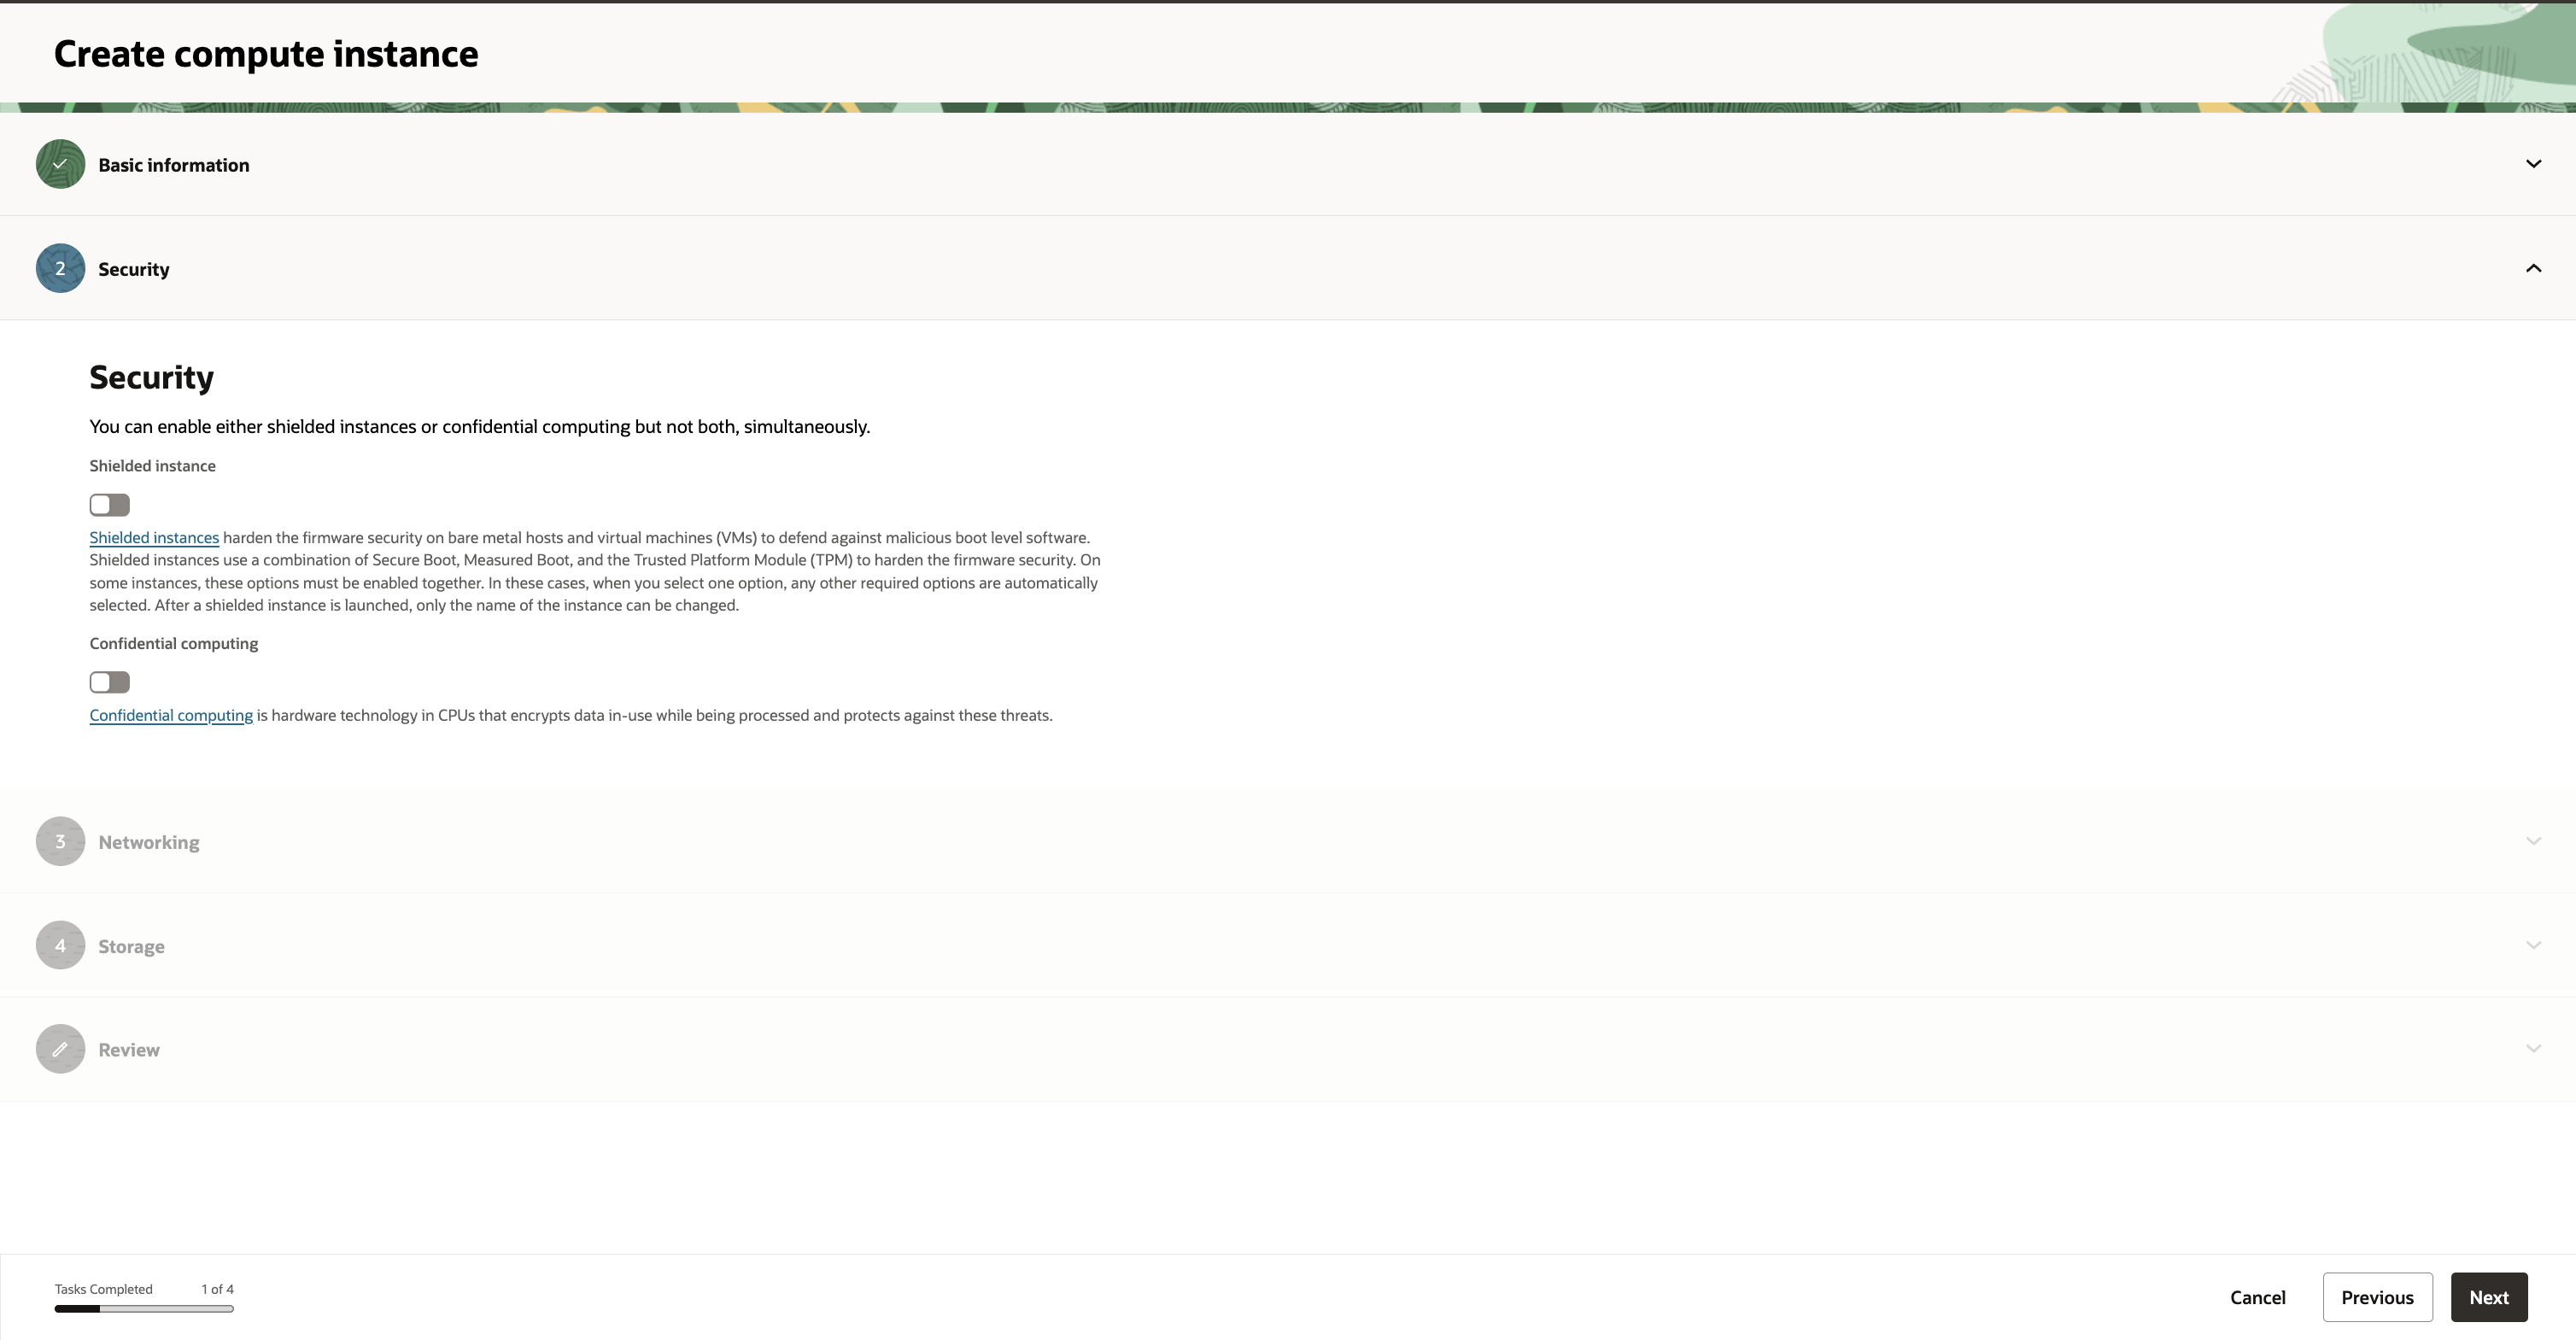 Create compute instance
Basic information
2 Security
Security
You can enable either shielded instances or confidential computing but not both, simultaneously.
Shielded instance
Shielded instances harden the firmware security on bare metal hosts and virtual machines (VMs) to defend against malicious boot level software.
Shielded instances use a combination of Secure Boot, Measured Boot, and the Trusted Platform Module (TPM) to harden the firmware security. On
some instances, these options must be enabled together. In these cases, when you select one option, any other required options are automatically
selected. After a shielded instance is launched, only the name of the instance can be changed.
Confidential computing
Confidential computing is hardware technology in CPUs that encrypts data in-use while being processed and protects against these threats.
3 Networking
4 Storage
Review
Tasks Completed 1 of 4
Cancel Previous Next